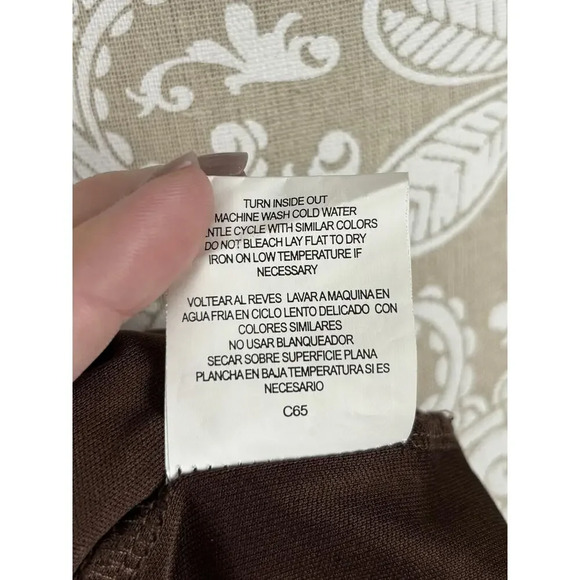 TURN INSIDE OUT
MACHINE WASH COLD WATER
NTLE CYCLE WITH SIMILAR COLORS
DO NOT BLEACH LAY FLAT TO DRY
IRON ON LOW TEMPERATURE IF
NECESSARY
VOLTEAR AL REVES LAVAR A MAQUINA EN
AGUA FRIA EN CICLO LENTO DELICADO CON
COLORES SIMILARES
NO USAR BLANQUEADOR
SECAR SOBRE SUPERFICIE PLANA
PLANCHA EN BAJA TEMPERATURA SI ES
NECESARIO
C65